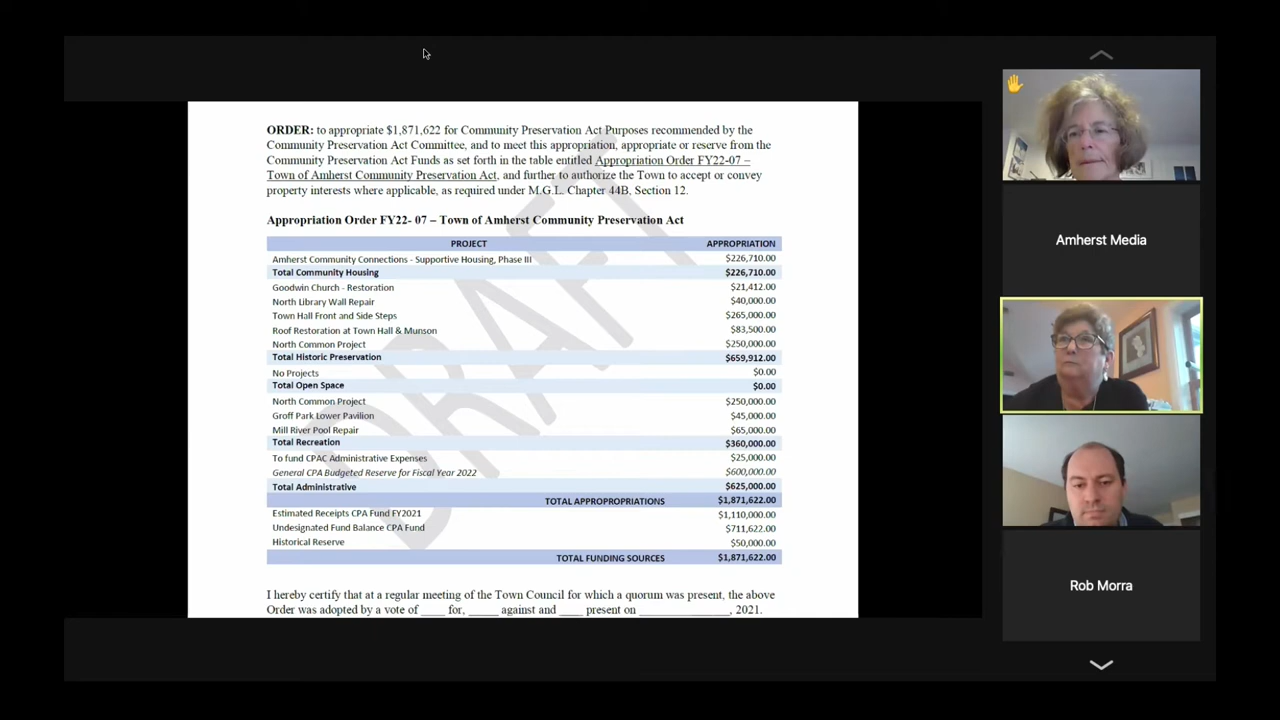 ORDER: to appropriate $1,871,622 for Community Preservation Act Purposes recommended by the
Community Preservation Act Committee, and to meet this appropriation, appropriate or reserve from the
Community Preservation Act Funds as set forth in the table entitled Appropriation Order FY22-07 –
Town of Amherst Community Preservation Act, and further to authorize the Town to accept or convey
property interests where applicable, as required under M.G.L. Chapter 44B, Section 12.
Appropriation Order FY22- 07 – Town of Amherst Community Preservation Act
PROJECT APPROPRIATION
Amherst Community Connections - Supportive Housing, Phase III $226,710.00
Total Community Housing $226,710.00
Goodwin Church - Restoration $21,412.00
North Library Wall Repair $40,000.00
Town Hall Front and Side Steps $265,000.00
Roof Restoration at Town Hall & Munson $83,500.00
North Common Project $250,000.00
Total Historic Preservation $659,912.00
No Projects $0.00
Total Open Space $0.00
North Common Project $250,000.00
Groff Park Lower Pavilion $45,000.00
Mill River Pool Repair $65,000.00
Total Recreation $360,000.00
To fund CPAC Administrative Expenses $25,000.00
General CPA Budgeted Reserve for Fiscal Year 2022 $600,000.00
Total Administrative $625,000.00
TOTAL APPROPROPRIATIONS $1,871,622.00
Estimated Receipts CPA Fund FY2021 $1,110,000.00
Undesignated Fund Balance CPA Fund $711,622.00
Historical Reserve $50,000.00
TOTAL FUNDING SOURCES $1,871,622.00
I hereby certify that at a regular meeting of the Town Council for which a quorum was present, the above
Order was adopted by a vote of ____ for, _____ against and ____ present on ________________, 2021.
DRAFT
Amherst Media
Rob Morra